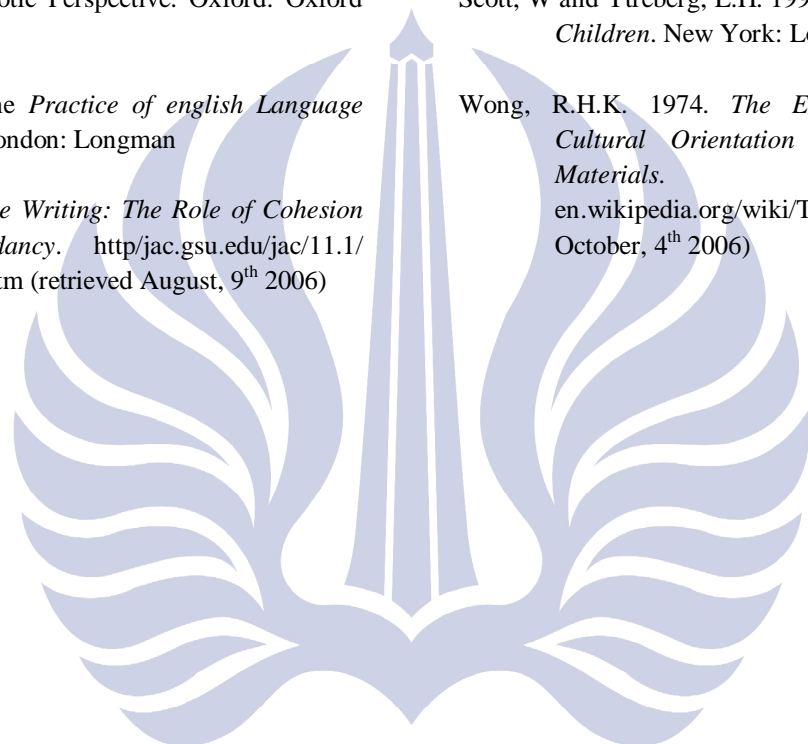 otic Perspective. Oxford: Oxford
he Practice of english Language
ondon: Longman
e Writing: The Role of Cohesion
dancy. http/jac.gsu.edu/jac/11.1/
tm (retrieved August, 9th 2006)
Scott, W and Ytreberg, L.H. 199
Children. New York: L
Wong, R.H.K. 1974. The E
Cultural Orientation
Materials.
en.wikipedia.org/wiki/T
October, 4th 2006)